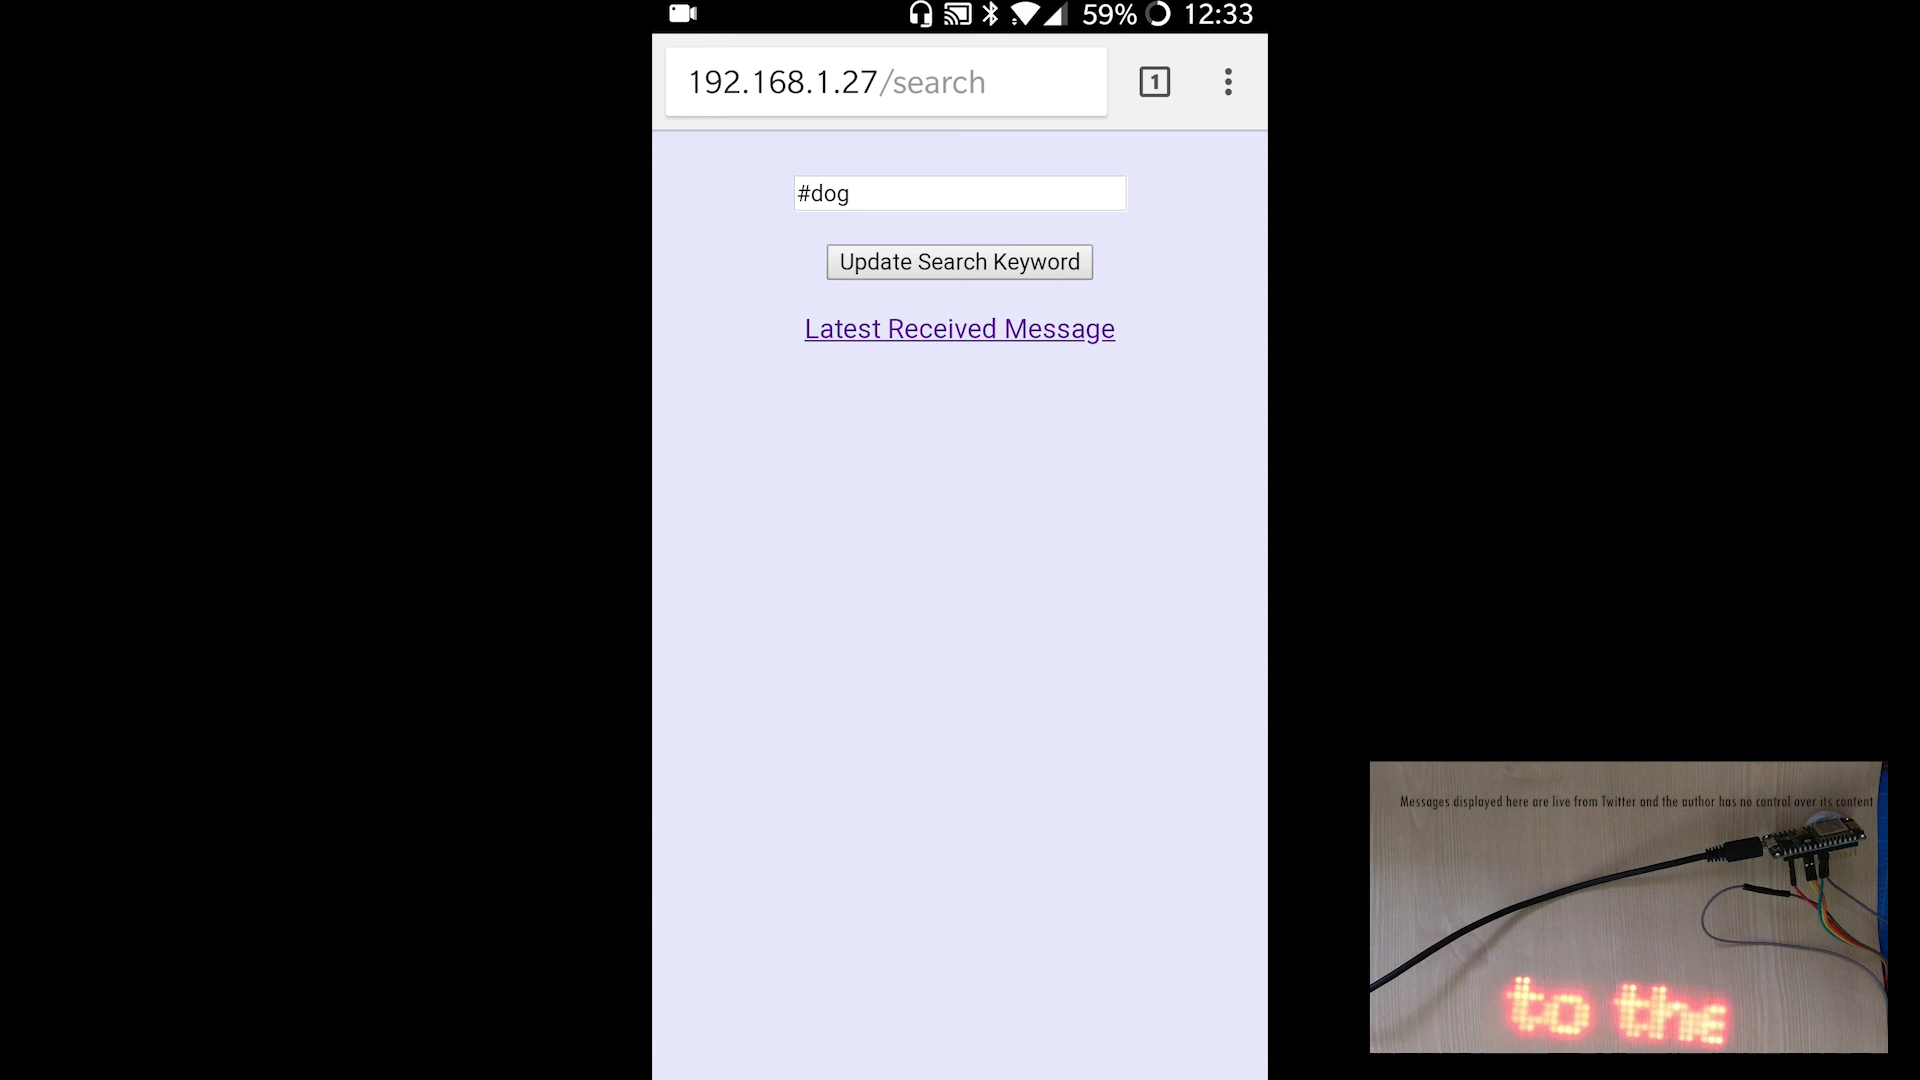 59% 12:33
192.168.1.27/search
1
#dog
Update Search Keyword
Latest Received Message
Messages displayed here are live from Twitter and the author has no control over its content
to the